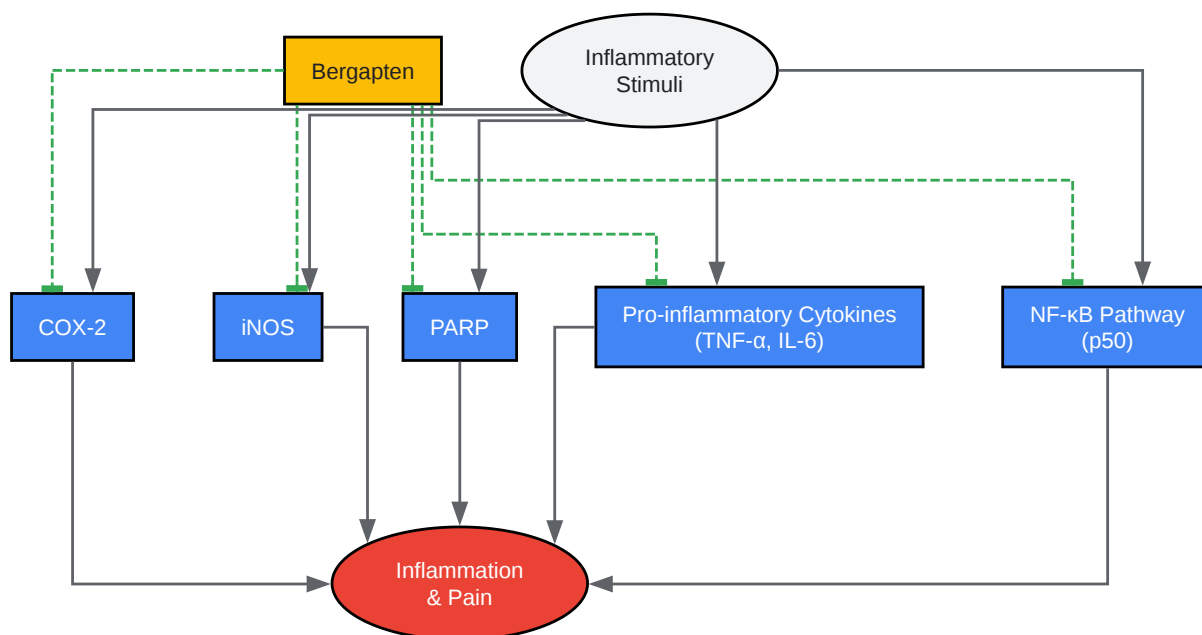 Bergapten
Inflammatory
Stimuli
COX-2
iNOS
PARP
Pro-inflammatory Cytokines
(TNF-α, IL-6)
NF-κB Pathway
(p50)
Inflammation
& Pain